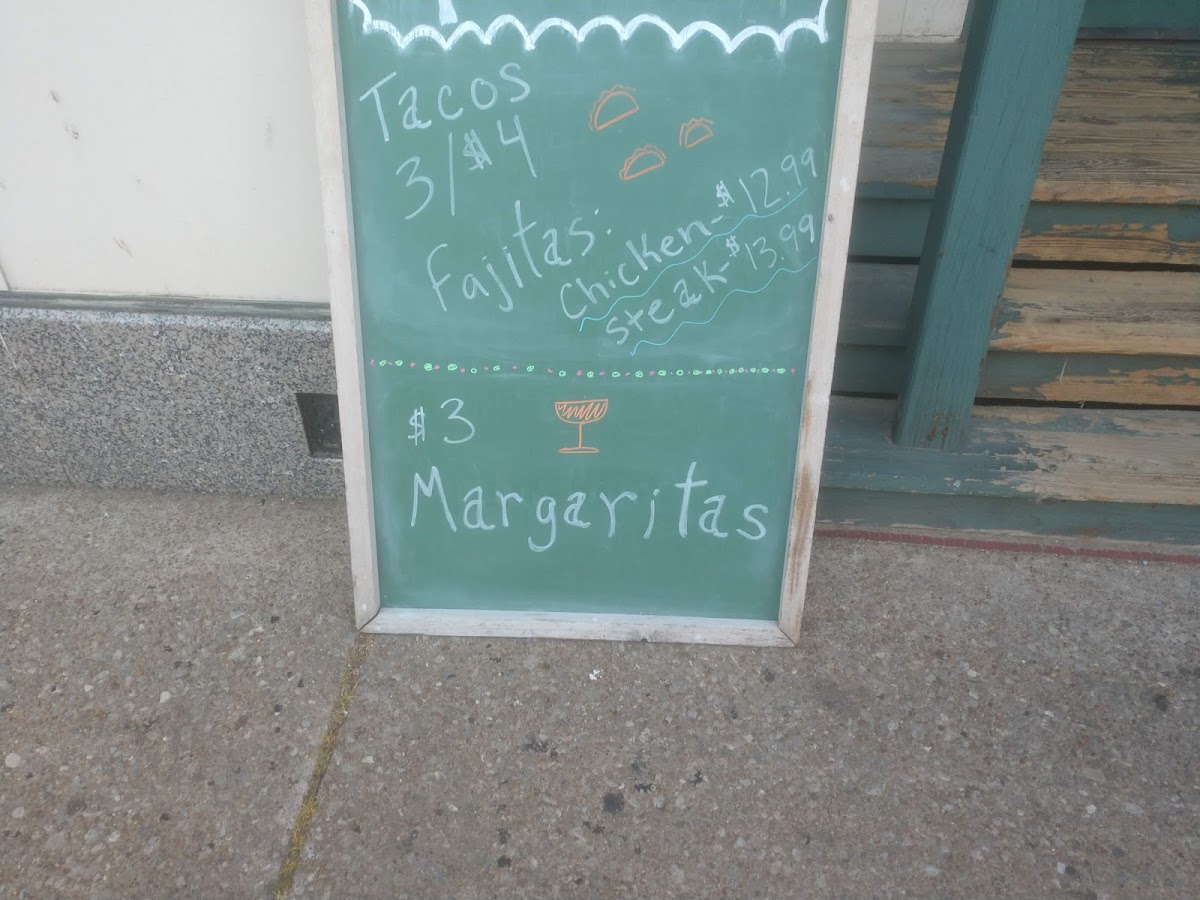 Tacos
3/$4
Fajitas:
Chicken-$12.99
steak-$13.99
$3
Margaritas